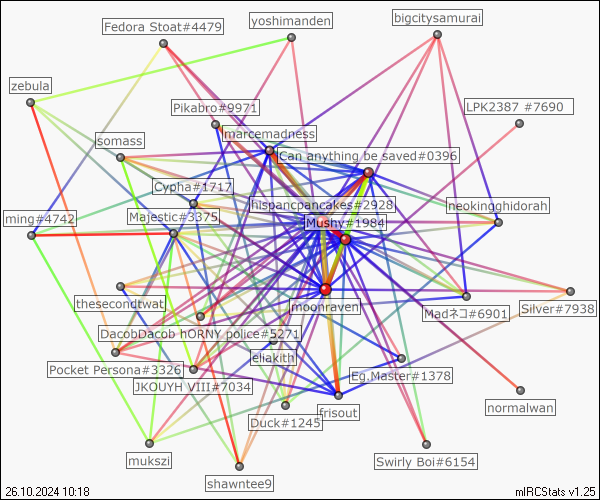 bigcitysamurai
yoshimanden
Fedora Stoat#4479
zebula
Pikabro#9971
LPK2387 #7690
marcemadness
somass
Can anything be saved#0396
Cypha#1717
hispancpancakes#2928
neokingghidorah
ming#4742
Majestic#3375
Mushy#1984
thesecondtwat
moonraven
Madネコ#6901
Silver#7938
DacobDacob hORNY police#5271
eliakith
Pocket Persona#3326
JKOUYH VIII#7034
Eg.Master#1378
normalwan
frisout
Duck#1245
mukszi
Swirly Boi#6154
shawntee9
26.10.2024 10:18
mIRCStats v1.25